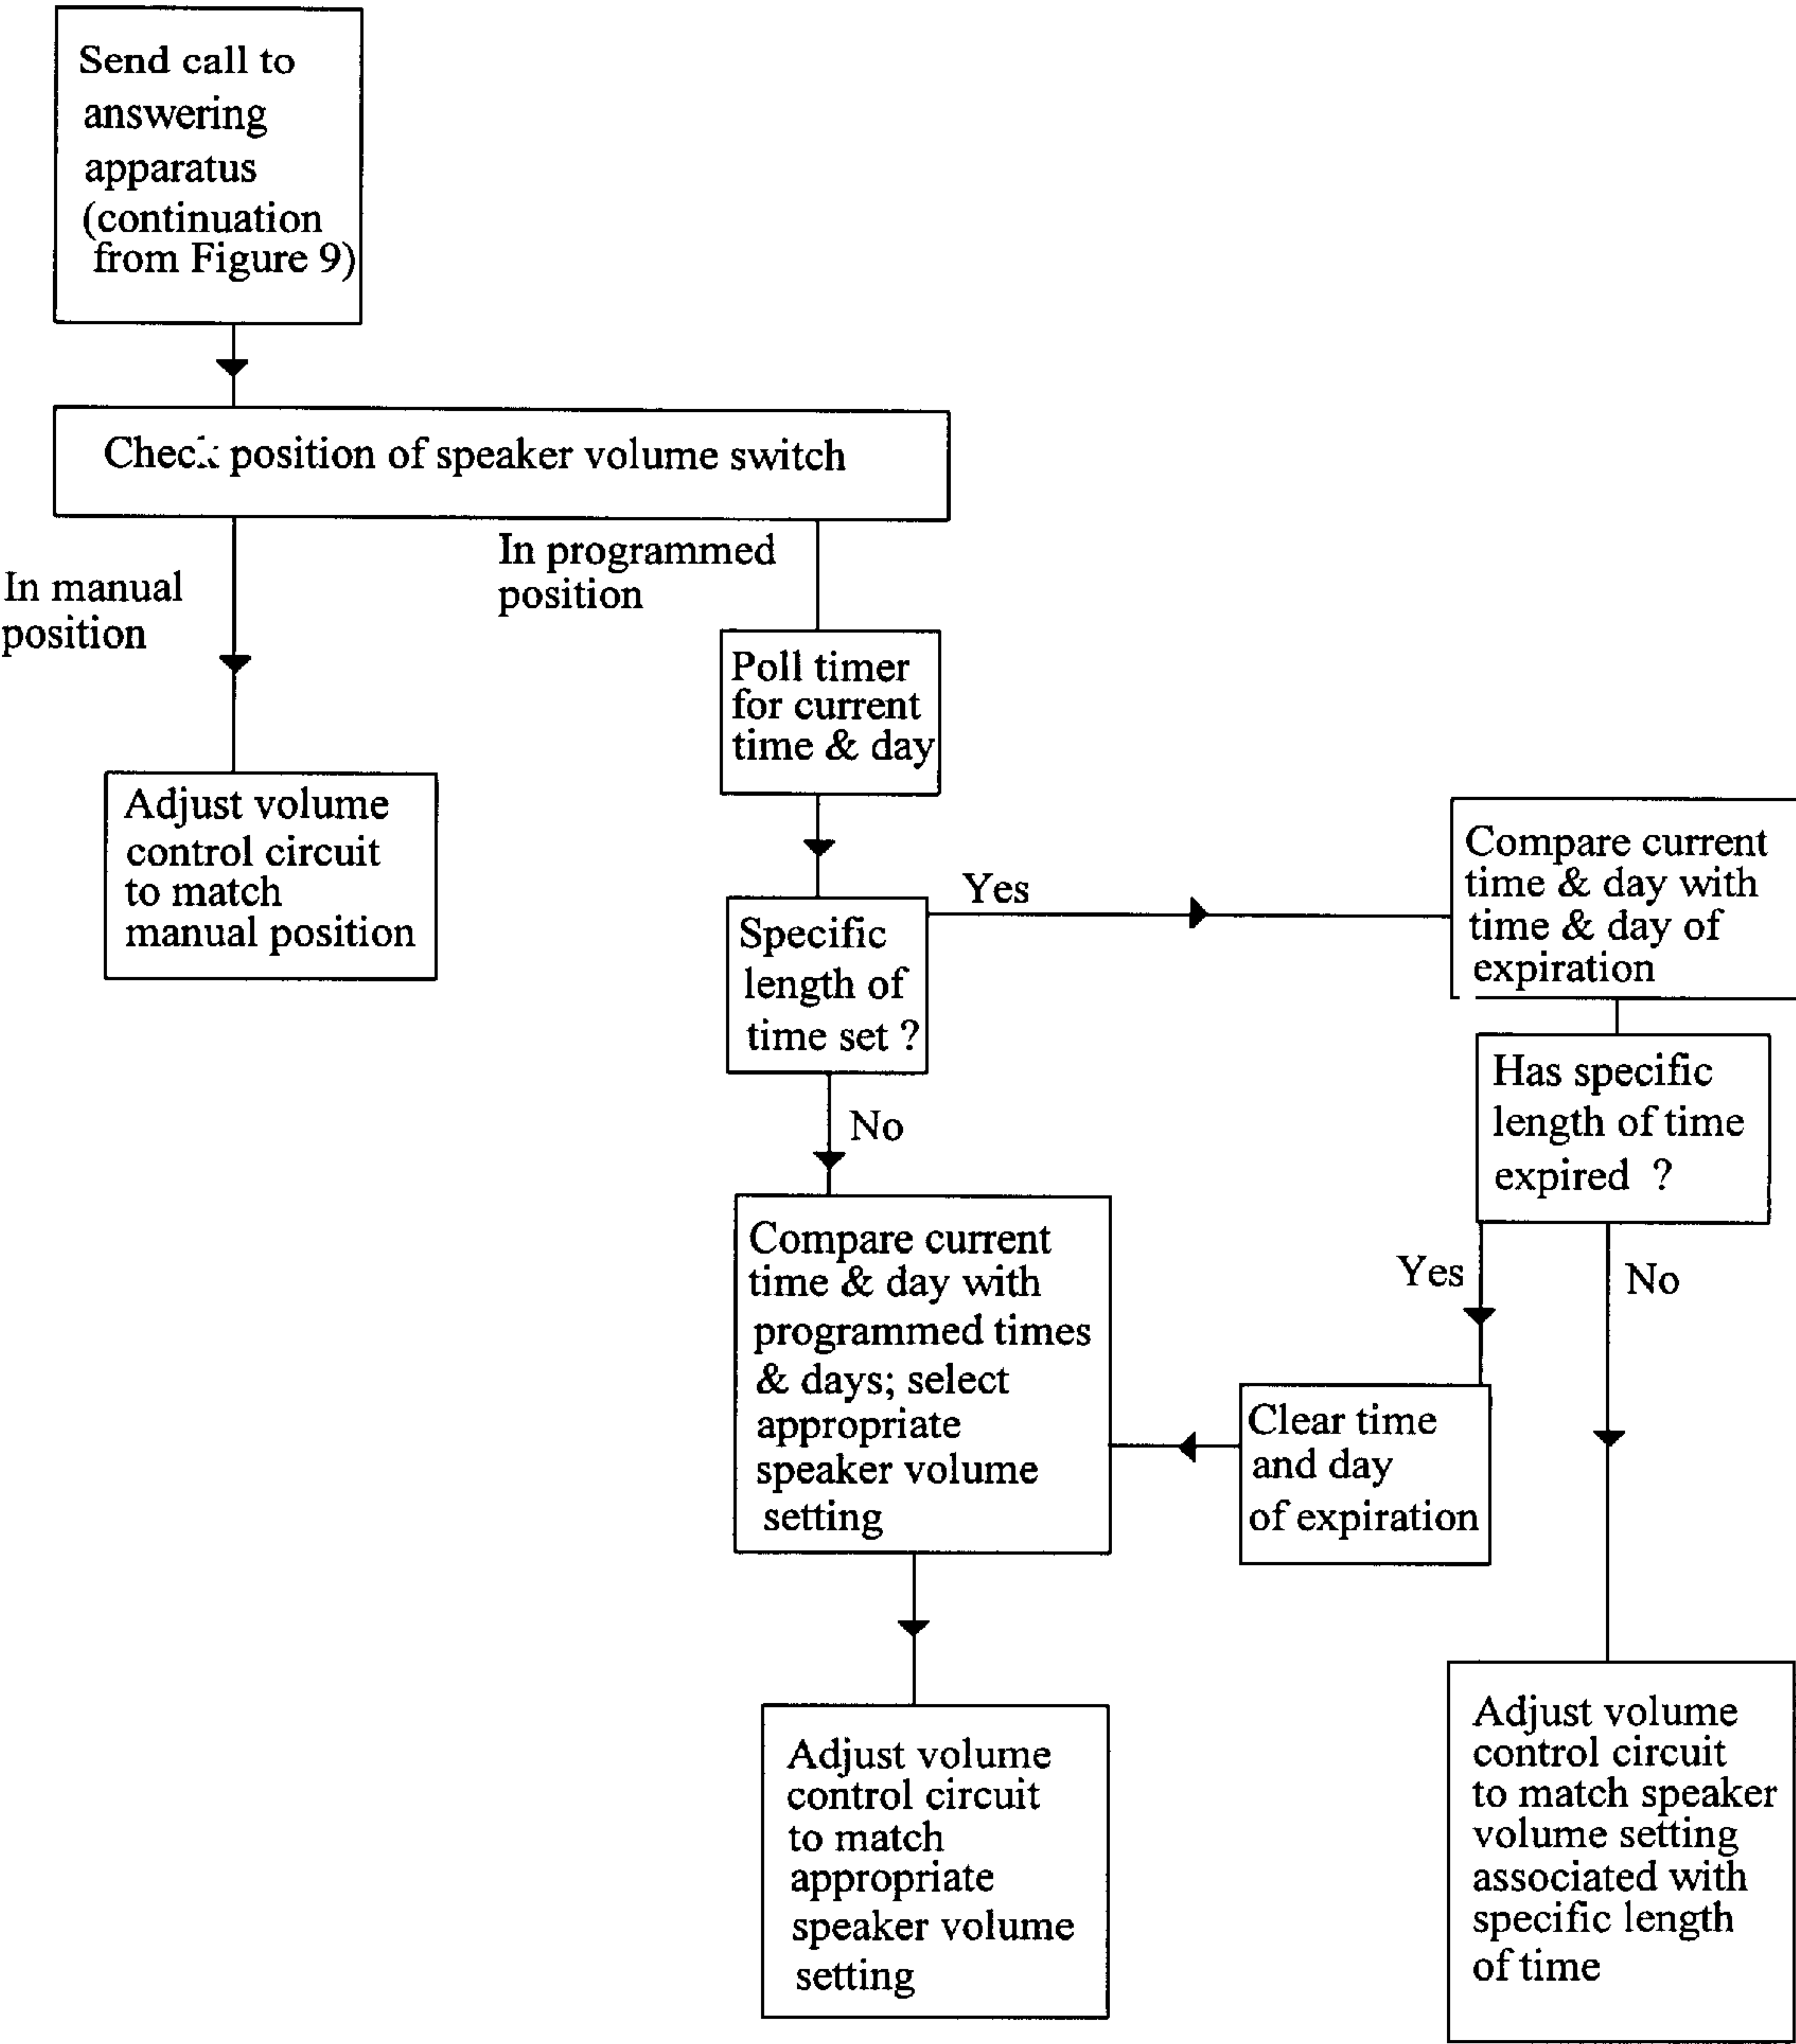 Send call to
answering
apparatus
(continuation
from Figure 9)
Check position of speaker volume switch
In manual
position
In programmed
position
Adjust volume
control circuit
to match
manual position
Poll timer
for current
time & day
Specific
length of
time set ?
Yes
Compare current
time & day with
time & day of
expiration
Has specific
length of time
expired ?
No
Compare current
time & day with
programmed times
& days; select
appropriate
speaker volume
setting
Yes
No
Clear time
and day
of expiration
Adjust volume
control circuit
to match
appropriate
speaker volume
setting
Adjust volume
control circuit
to match speaker
volume setting
associated with
specific length
of time